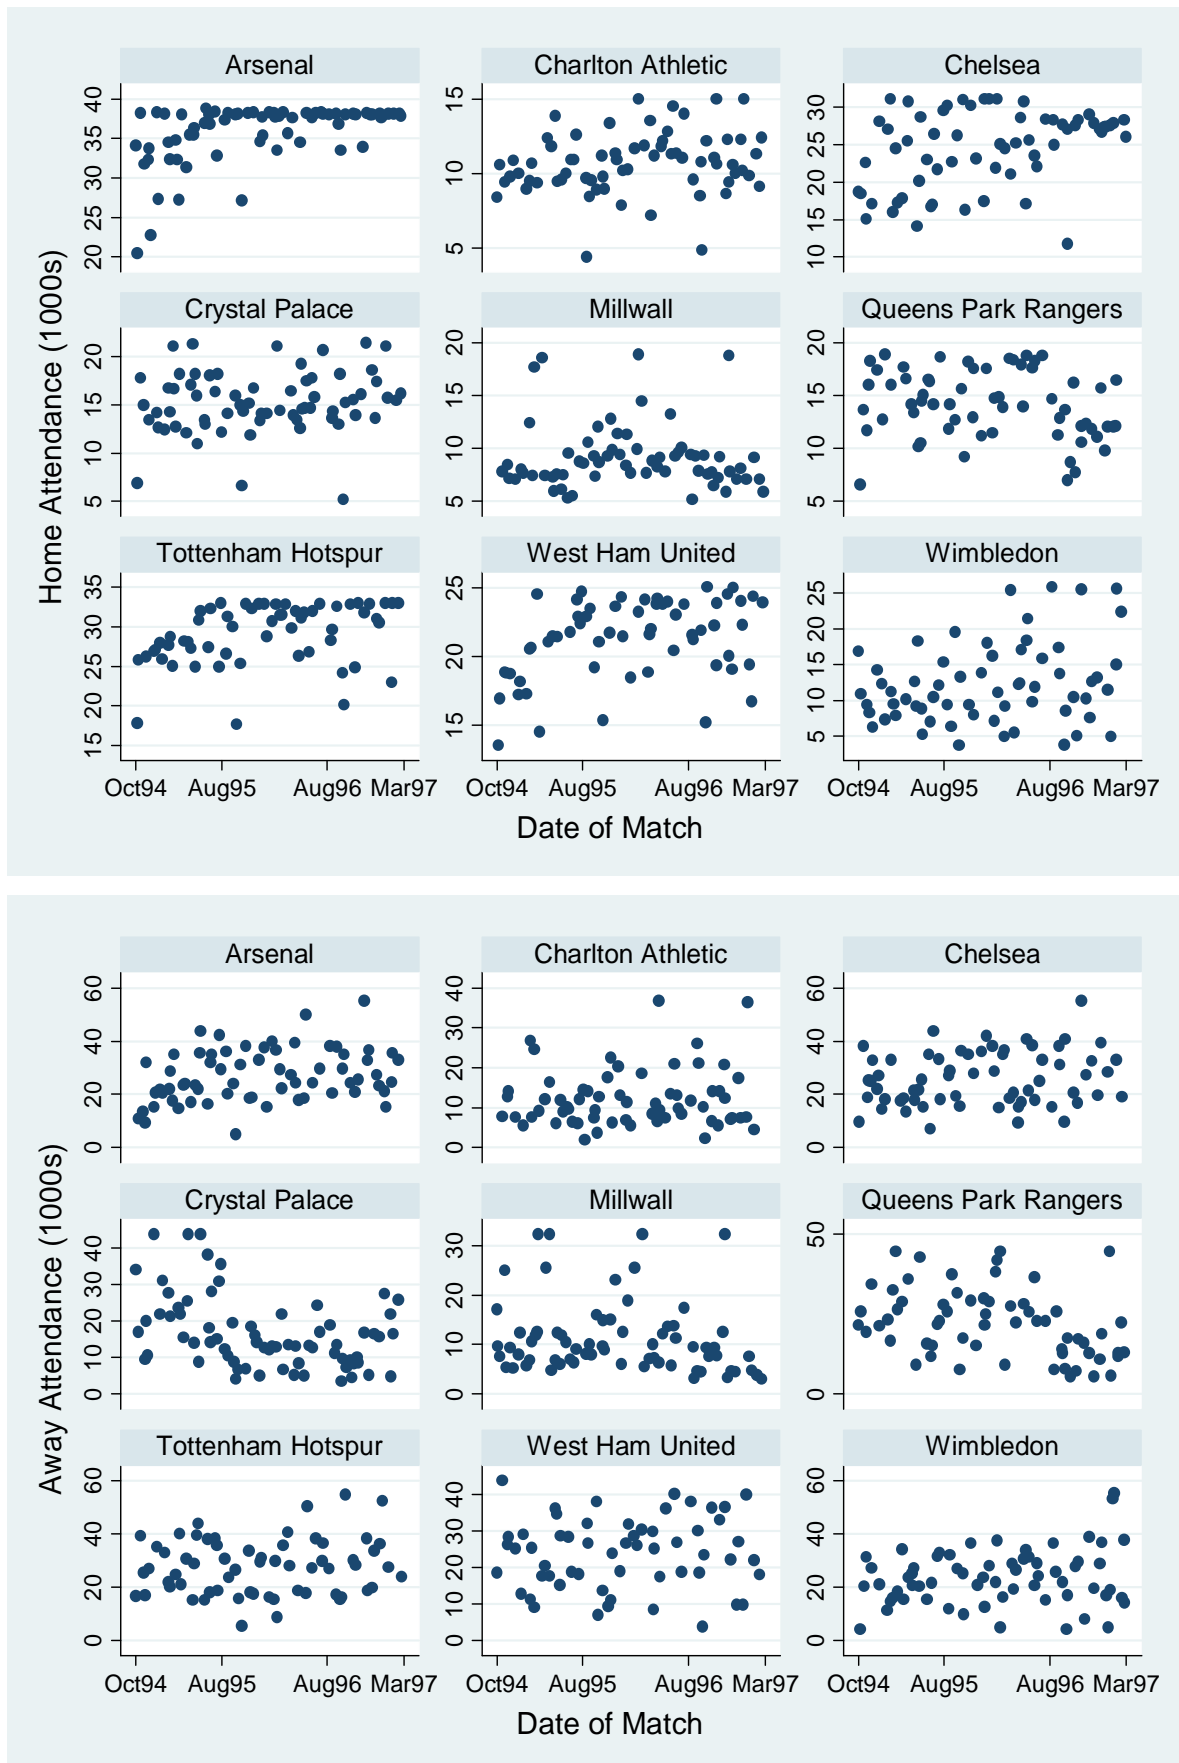 Home Attendance (1000s)
Arsenal
20 25 30 35 40
Charlton Athletic
5 10 15
Chelsea
10 15 20 25 30
Crystal Palace
5 10 15 20
Millwall
5 10 15 20
Queens Park Rangers
5 10 15 20
Tottenham Hotspur
15 20 25 30 35
West Ham United
15 20 25
Wimbledon
5 10 15 20 25
Oct94 Aug95 Aug96 Mar97
Oct94 Aug95 Aug96 Mar97
Oct94 Aug95 Aug96 Mar97
Date of Match
Away Attendance (1000s)
Arsenal
0 20 40 60
Charlton Athletic
0 10 20 30 40
Chelsea
0 20 40 60
Crystal Palace
0 10 20 30 40
Millwall
0 10 20 30
Queens Park Rangers
0 50
Tottenham Hotspur
0 20 40 60
West Ham United
0 10 20 30 40
Wimbledon
0 20 40 60
Oct94 Aug95 Aug96 Mar97
Oct94 Aug95 Aug96 Mar97
Oct94 Aug95 Aug96 Mar97
Date of Match